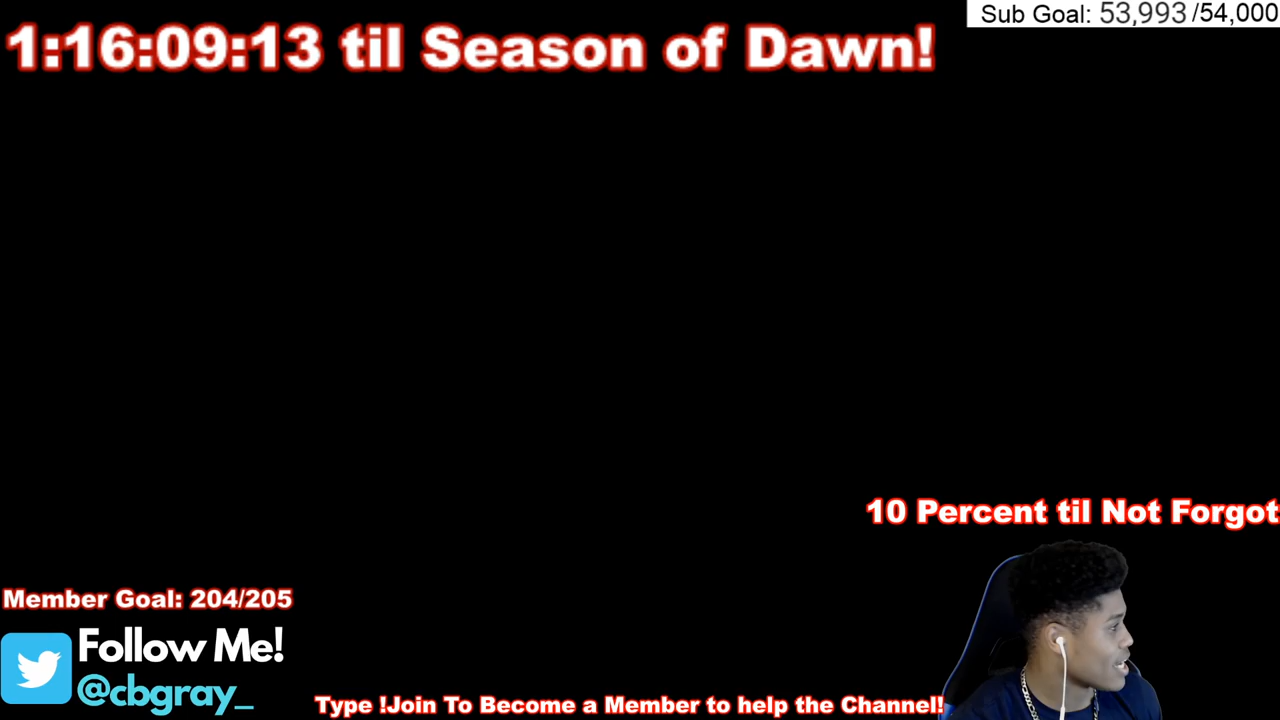 Sub Goal: 53,993 /54,000
1:16:09:13 til Season of Dawn!
10 Percent til Not Forgot
Member Goal: 204/205
Follow Me!
@cbgray_
Type !Join To Become a Member to help the Channel!